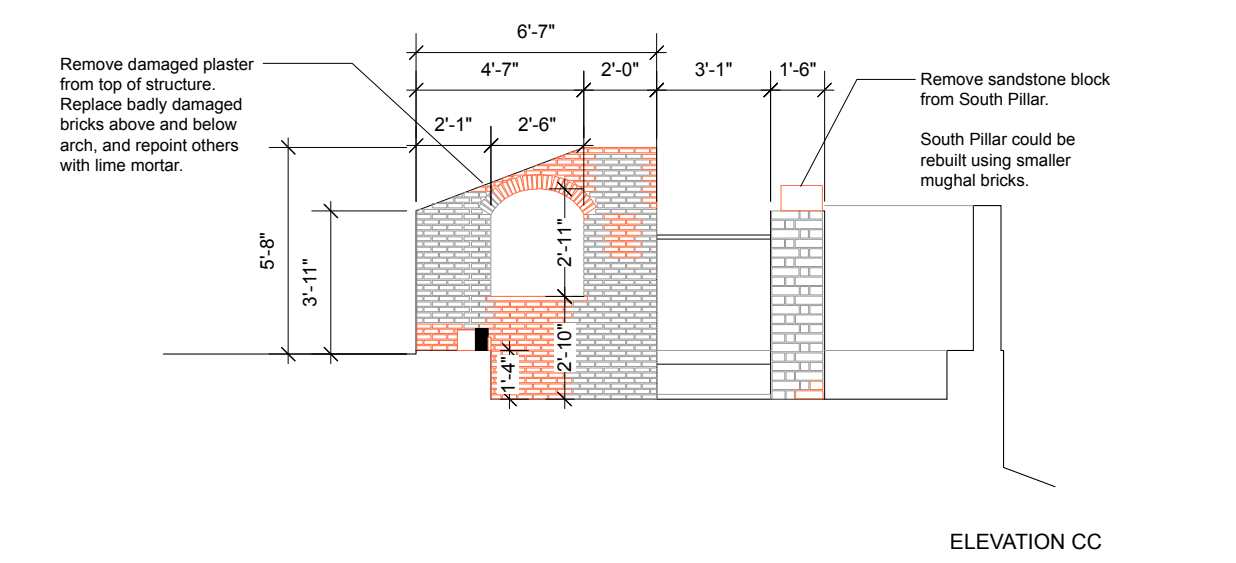 6'-7"
4'-7"
2'-0"
3'-1"
1'-6"
2'-1"
2'-6"
Remove damaged plaster
from top of structure.
Replace badly damaged
bricks above and below
arch, and repoint others
with lime mortar.
Remove sandstone block
from South Pillar.
South Pillar could be
rebuilt using smaller
mughal bricks.
5'-8"
3'-11"
2'-11"
2'-10"
1'-4"
ELEVATION CC